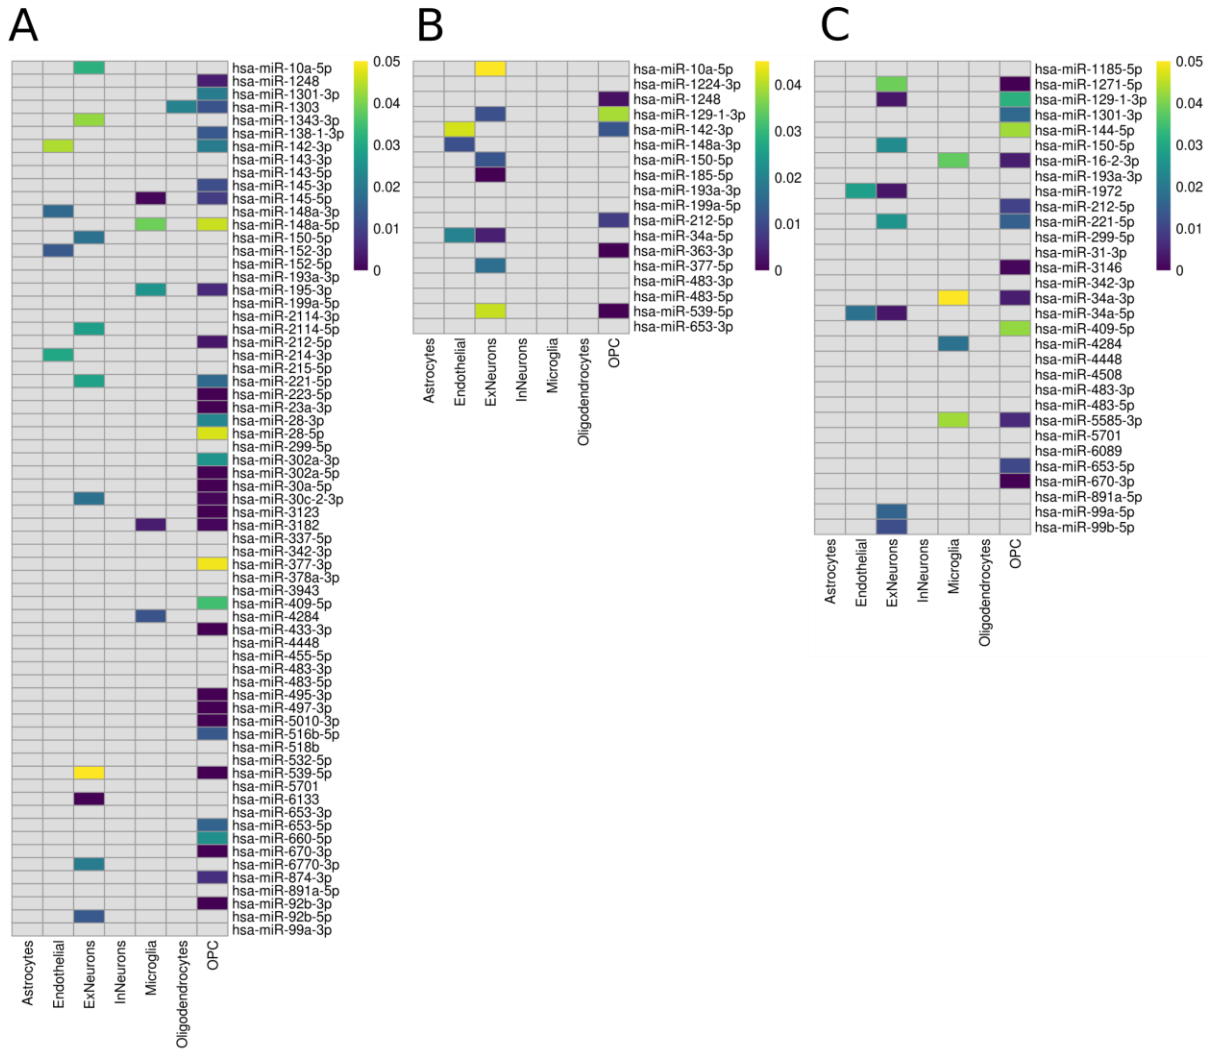 A
hsa-miR-10a-5p
hsa-miR-1248
hsa-miR-1301-3p
hsa-miR-1303
hsa-miR-1343-3p
hsa-miR-138-1-3p
hsa-miR-142-3p
hsa-miR-143-3p
hsa-miR-143-5p
hsa-miR-145-3p
hsa-miR-145-5p
hsa-miR-148a-3p
hsa-miR-148a-5p
hsa-miR-150-5p
hsa-miR-152-3p
hsa-miR-152-5p
hsa-miR-193a-3p
hsa-miR-195-3p
hsa-miR-199a-5p
hsa-miR-2114-3p
hsa-miR-2114-5p
hsa-miR-212-5p
hsa-miR-214-3p
hsa-miR-215-5p
hsa-miR-221-5p
hsa-miR-223-5p
hsa-miR-23a-3p
hsa-miR-28-3p
hsa-miR-28-5p
hsa-miR-299-5p
hsa-miR-302a-3p
hsa-miR-302a-5p
hsa-miR-30a-5p
hsa-miR-30c-2-3p
hsa-miR-3123
hsa-miR-3182
hsa-miR-337-5p
hsa-miR-342-3p
hsa-miR-377-3p
hsa-miR-378a-3p
hsa-miR-3943
hsa-miR-409-5p
hsa-miR-4284
hsa-miR-433-3p
hsa-miR-4448
hsa-miR-455-5p
hsa-miR-483-3p
hsa-miR-483-5p
hsa-miR-495-3p
hsa-miR-497-3p
hsa-miR-5010-3p
hsa-miR-516b-5p
hsa-miR-518b
hsa-miR-532-5p
hsa-miR-539-5p
hsa-miR-5701
hsa-miR-6133
hsa-miR-653-3p
hsa-miR-653-5p
hsa-miR-660-5p
hsa-miR-670-3p
hsa-miR-6770-3p
hsa-miR-874-3p
hsa-miR-891a-5p
hsa-miR-92b-3p
hsa-miR-92b-5p
hsa-miR-99a-3p
0.05
0.04
0.03
0.02
0.01
0
Astrocytes
Endothelial
ExNeurons
InNeurons
Microglia
Oligodendrocytes
OPC
B
hsa-miR-10a-5p
hsa-miR-1224-3p
hsa-miR-1248
hsa-miR-129-1-3p
hsa-miR-142-3p
hsa-miR-148a-3p
hsa-miR-150-5p
hsa-miR-185-5p
hsa-miR-193a-3p
hsa-miR-199a-5p
hsa-miR-212-5p
hsa-miR-34a-5p
hsa-miR-363-3p
hsa-miR-377-5p
hsa-miR-483-3p
hsa-miR-483-5p
hsa-miR-539-5p
hsa-miR-653-3p
0.04
0.03
0.02
0.01
0
Astrocytes
Endothelial
ExNeurons
InNeurons
Microglia
Oligodendrocytes
OPC
C
hsa-miR-1185-5p
hsa-miR-1271-5p
hsa-miR-129-1-3p
hsa-miR-1301-3p
hsa-miR-144-5p
hsa-miR-150-5p
hsa-miR-16-2-3p
hsa-miR-193a-3p
hsa-miR-1972
hsa-miR-212-5p
hsa-miR-221-5p
hsa-miR-299-5p
hsa-miR-31-3p
hsa-miR-3146
hsa-miR-342-3p
hsa-miR-34a-3p
hsa-miR-34a-5p
hsa-miR-409-5p
hsa-miR-4284
hsa-miR-4448
hsa-miR-4508
hsa-miR-483-3p
hsa-miR-483-5p
hsa-miR-5585-3p
hsa-miR-5701
hsa-miR-6089
hsa-miR-653-5p
hsa-miR-670-3p
hsa-miR-891a-5p
hsa-miR-99a-5p
hsa-miR-99b-5p
0.05
0.04
0.03
0.02
0.01
0
Astrocytes
Endothelial
ExNeurons
InNeurons
Microglia
Oligodendrocytes
OPC